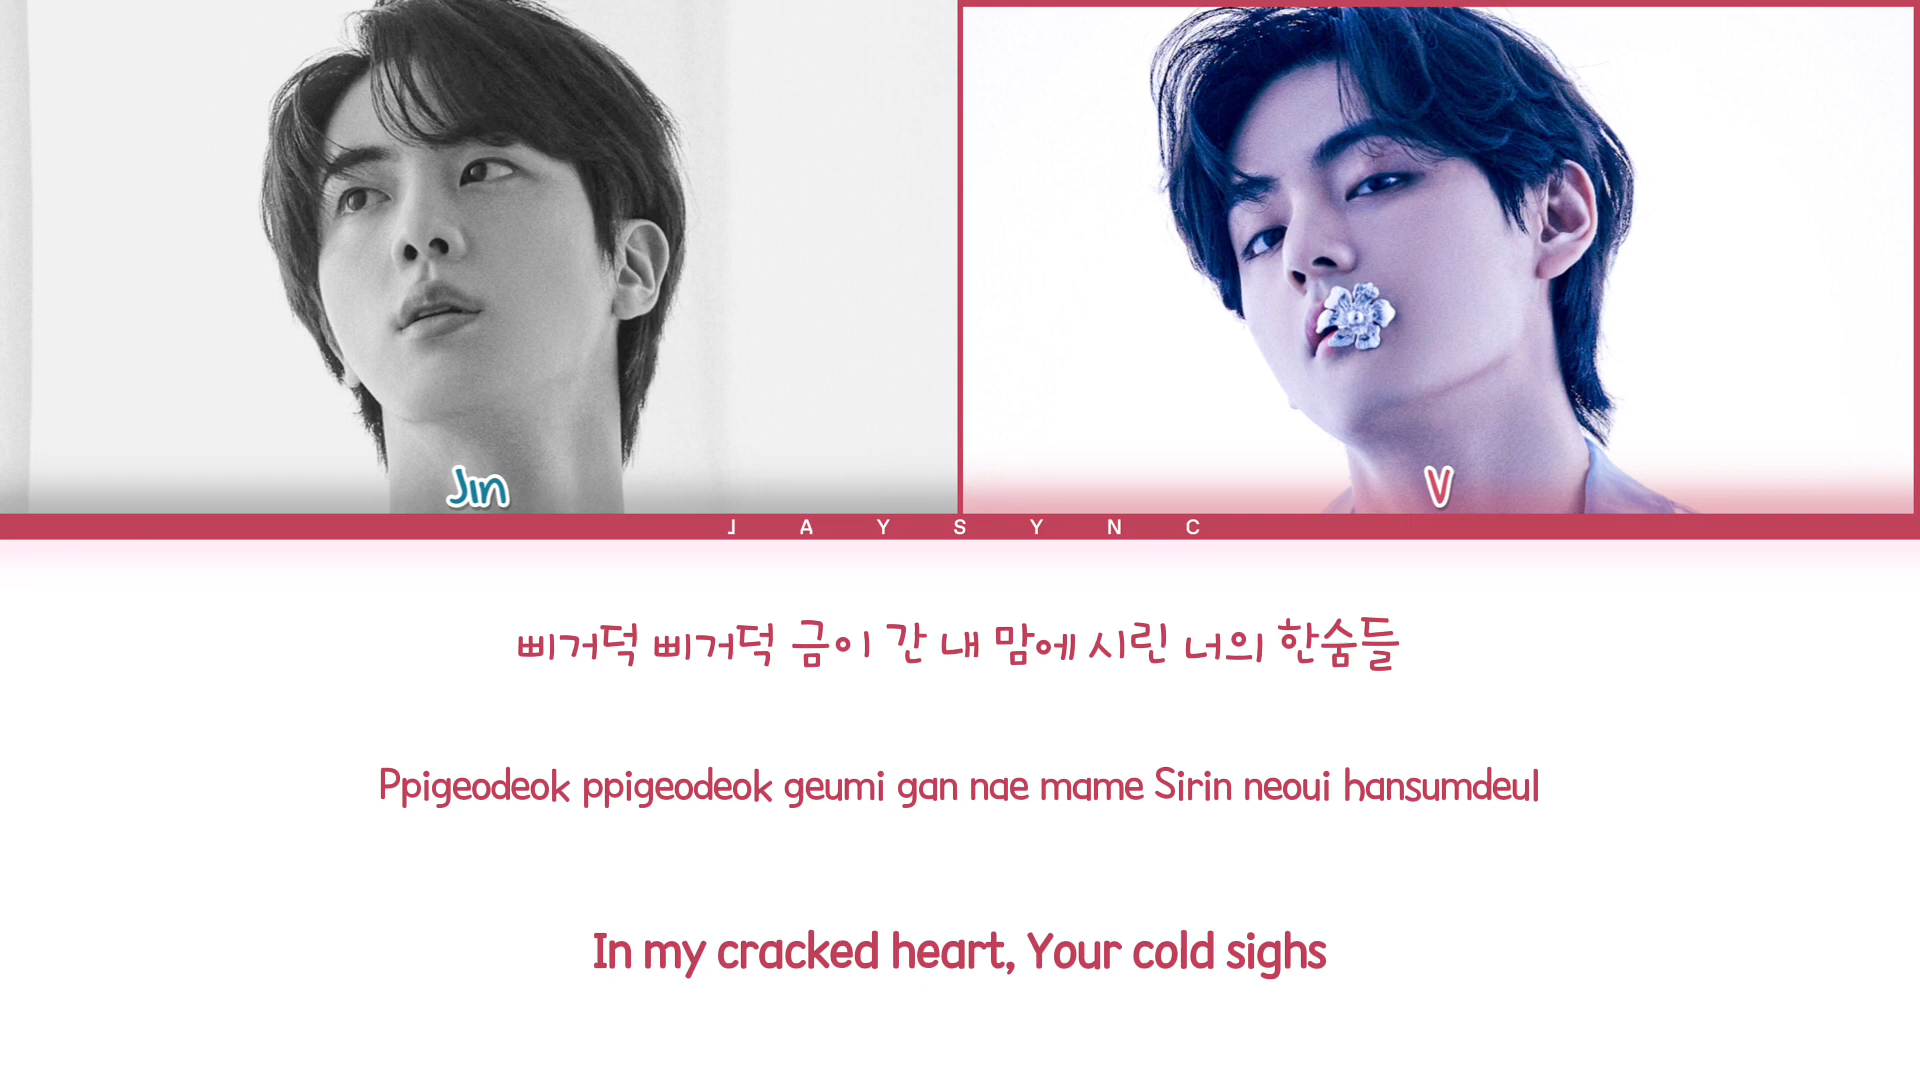 Jin
V
JAYSYNC
삐거덕 삐거덕 금이 간 내 맘에 시린 너의 한숨들
Ppigeodeok ppigeodeok geumi gan nae mame Sirin neoui hansumdeul
In my cracked heart, Your cold sighs